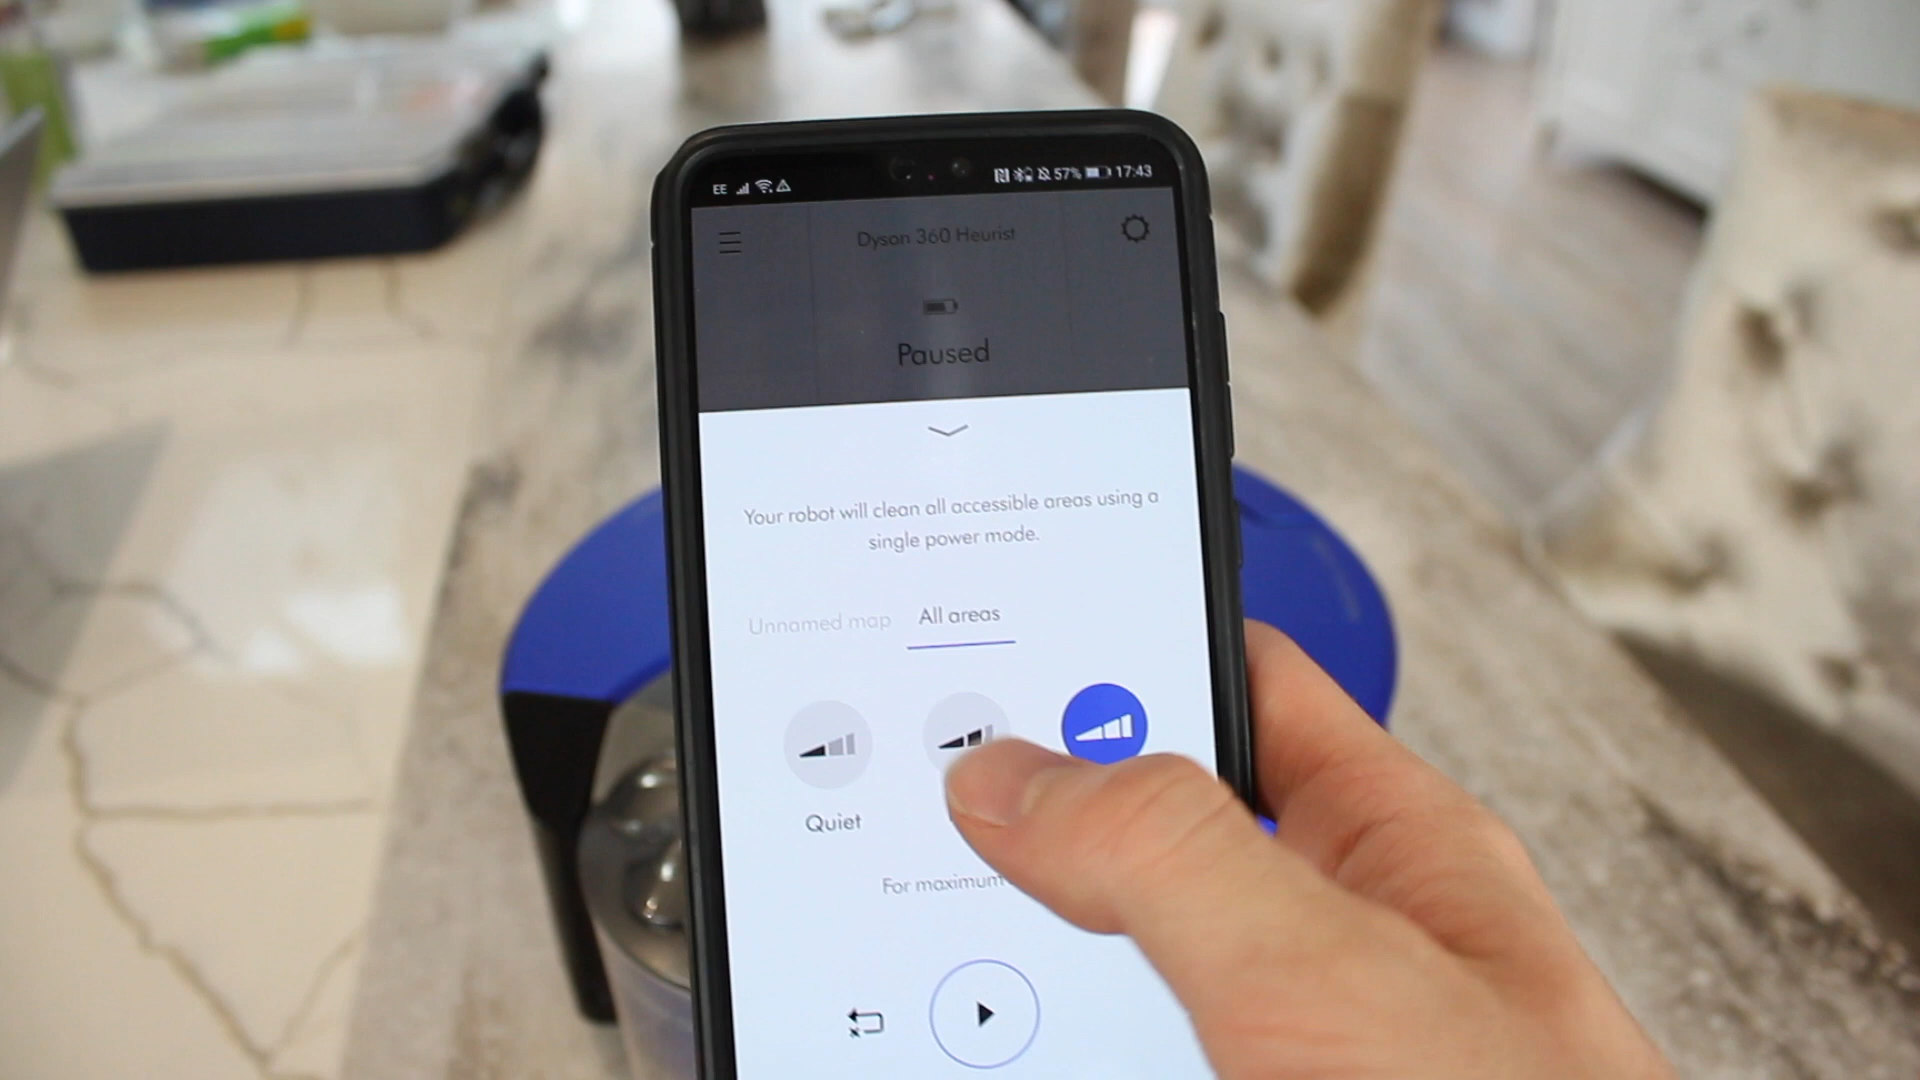 EE 57% 17:43
Dyson 360 Heurist
Paused
Your robot will clean all accessible areas using a
single power mode.
Unnamed map All areas
Quiet
For maximum